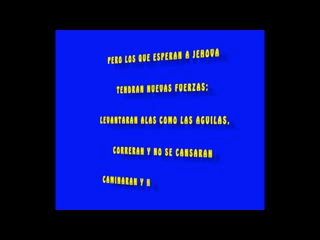 PERO LOS QUE ESPERAN A JEHOVA
TENDRAN NUEVAS FUERZAS;
LEVANTARAN ALAS COMO LAS AGUILAS,
CORRERAN Y NO SE CANSARAN
CAMINARAN Y N